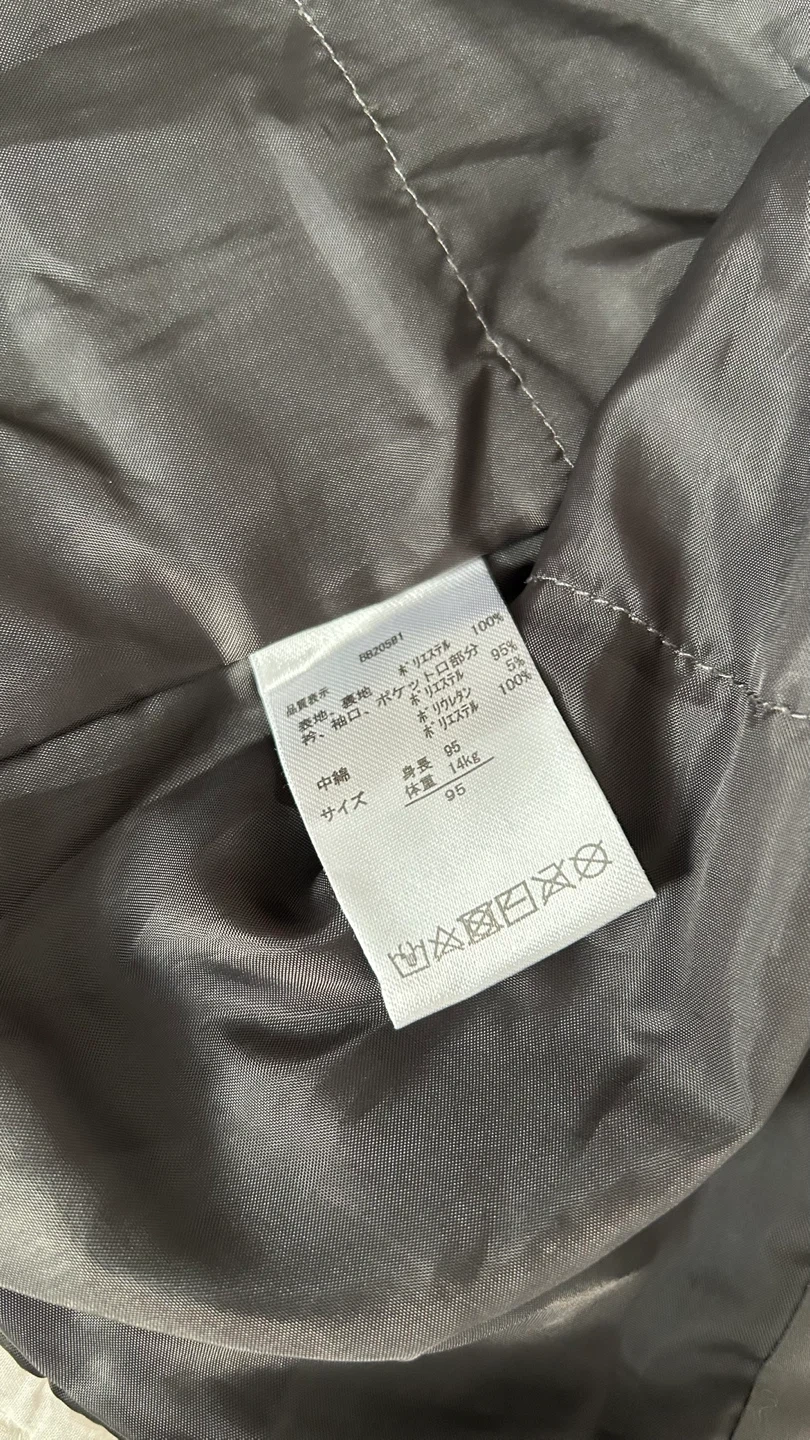 BB20S01
品質表示
表地、裏地 ポリエステル 100%
衿、袖口、ポケット口部分
ポリエステル 95%
ポリウレタン 5%
中綿 ポリエステル 100%
サイズ 身長 95
体重 14kg
95